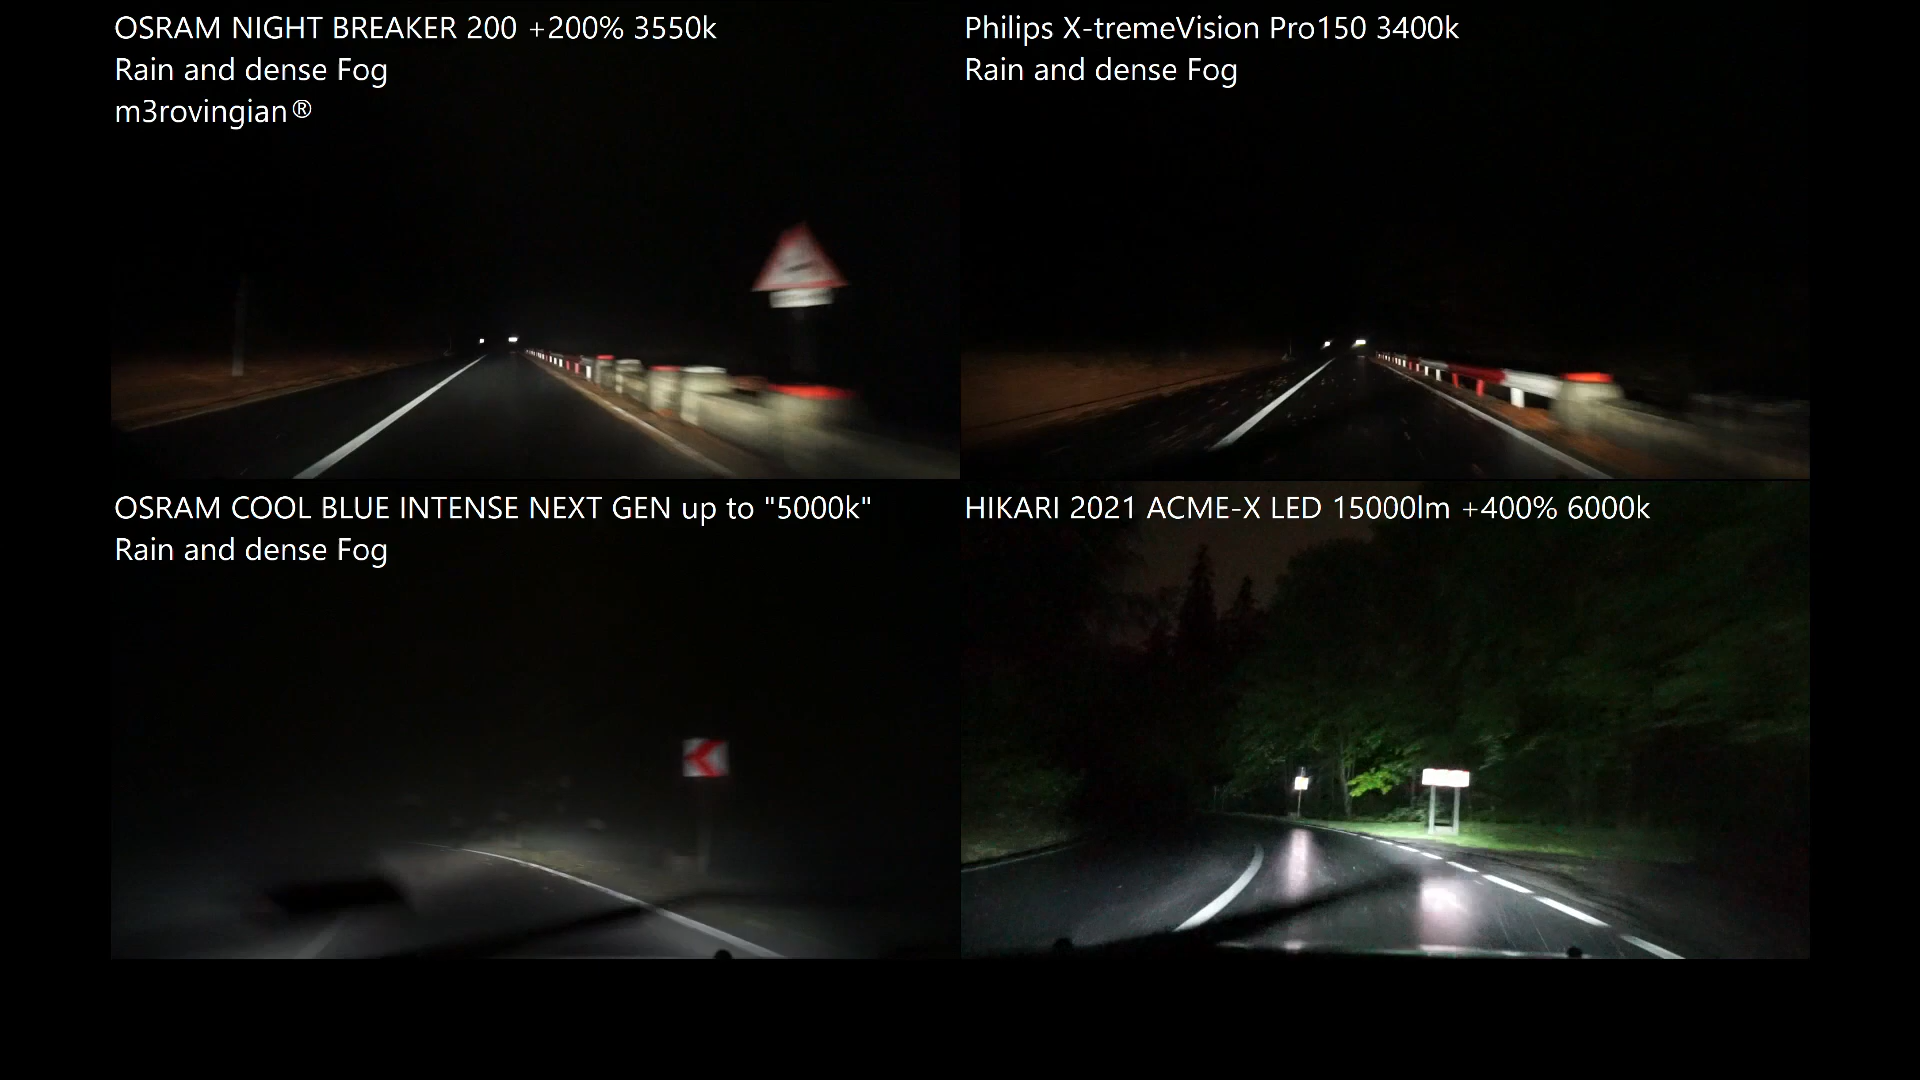 OSRAM NIGHT BREAKER 200 +200% 3550k
Rain and dense Fog
m3rovingian®
Philips X-tremeVision Pro150 3400k
Rain and dense Fog
OSRAM COOL BLUE INTENSE NEXT GEN up to "5000k"
Rain and dense Fog
HIKARI 2021 ACME-X LED 15000lm +400% 6000k